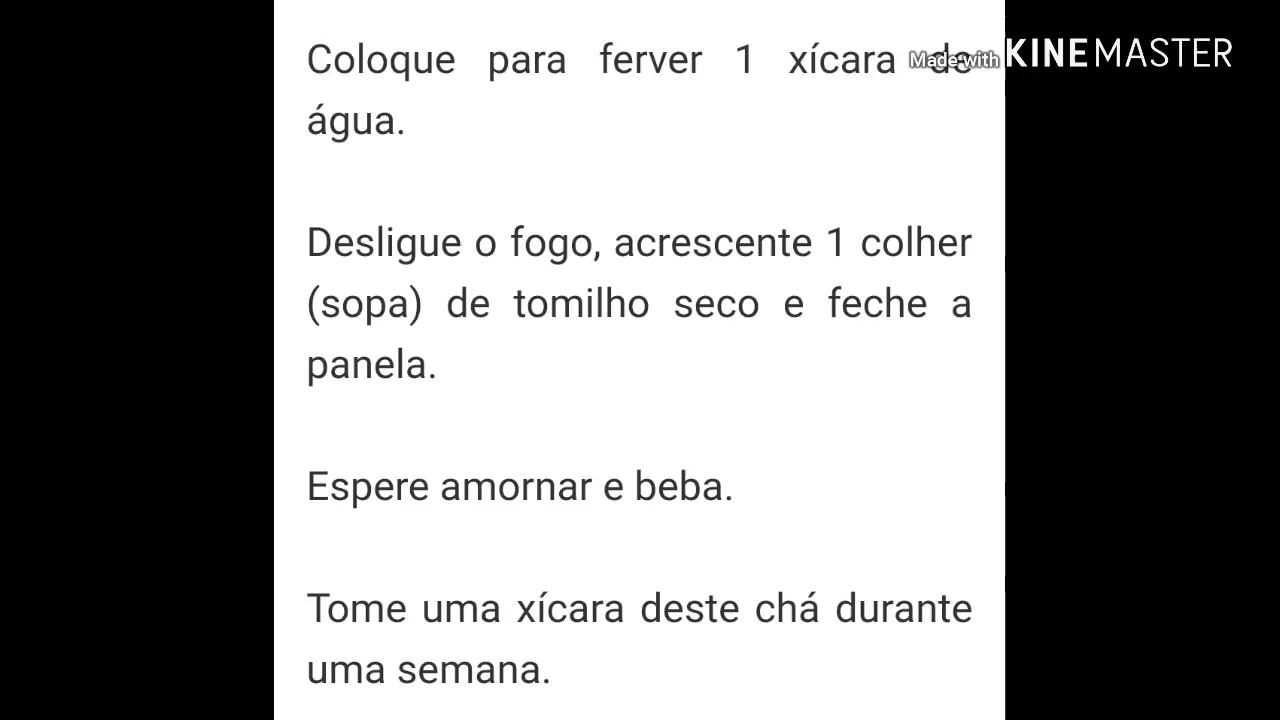 Coloque para ferver 1 xícara de
Made with KINEMASTER
água.
Desligue o fogo, acrescente 1 colher
(sopa) de tomilho seco e feche a
panela.
Espere amornar e beba.
Tome uma xícara deste chá durante
uma semana.